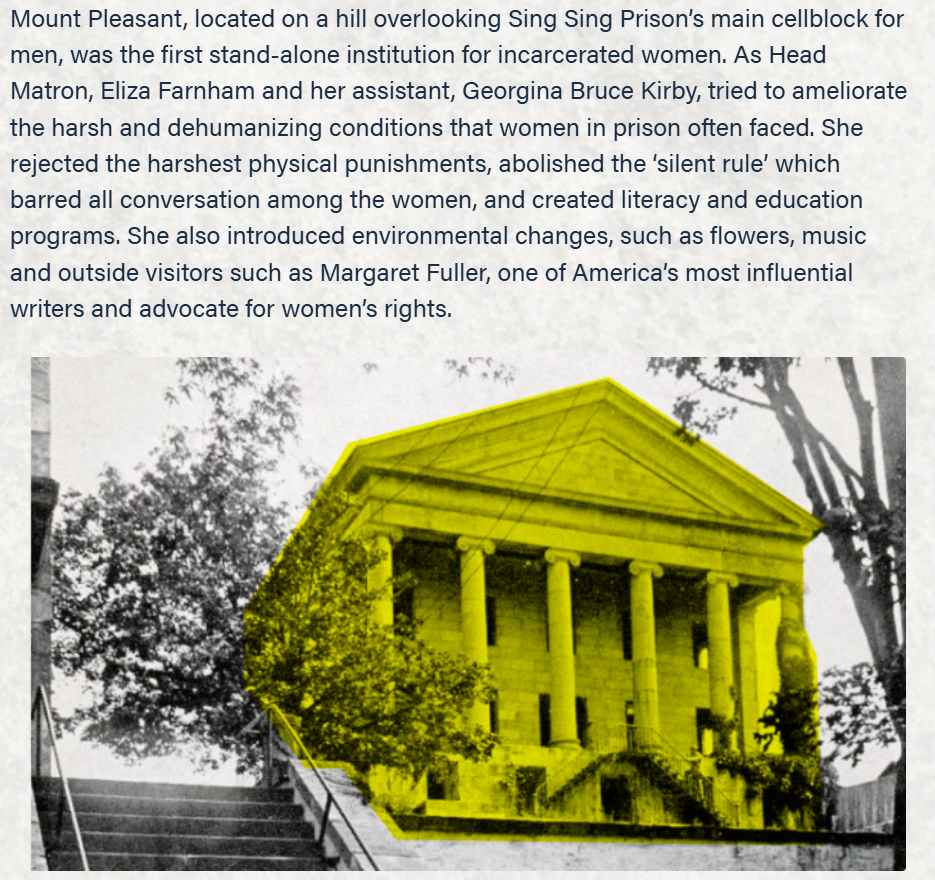 Mount Pleasant, located on a hill overlooking Sing Sing Prison’s main cellblock for
men, was the first stand-alone institution for incarcerated women. As Head
Matron, Eliza Farnham and her assistant, Georgina Bruce Kirby, tried to ameliorate
the harsh and dehumanizing conditions that women in prison often faced. She
rejected the harshest physical punishments, abolished the ‘silent rule’ which
barred all conversation among the women, and created literacy and education
programs. She also introduced environmental changes, such as flowers, music
and outside visitors such as Margaret Fuller, one of America’s most influential
writers and advocate for women’s rights.